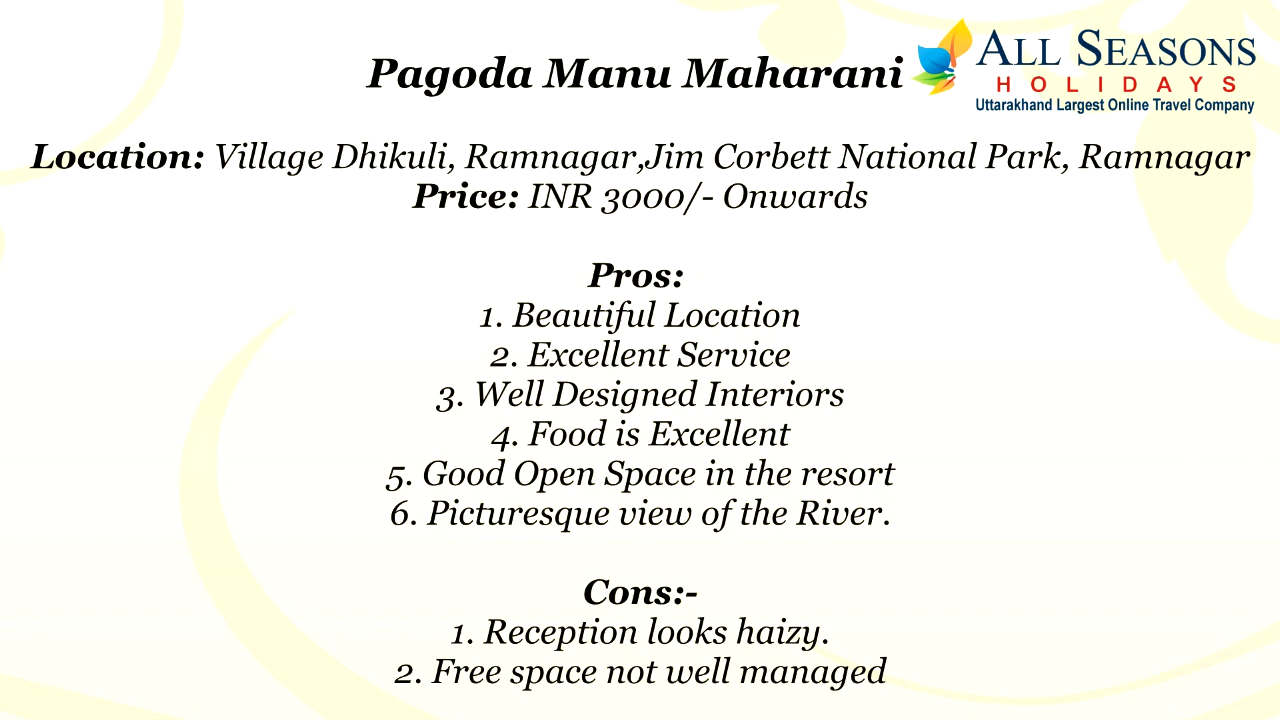 Pagoda Manu Maharani
ALL SEASONS
HOLIDAYS
Uttarakhand Largest Online Travel Company
Location: Village Dhikuli, Ramnagar,Jim Corbett National Park, Ramnagar
Price: INR 3000/- Onwards
Pros:
1. Beautiful Location
2. Excellent Service
3. Well Designed Interiors
4. Food is Excellent
5. Good Open Space in the resort
6. Picturesque view of the River.
Cons:-
1. Reception looks haizy.
2. Free space not well managed